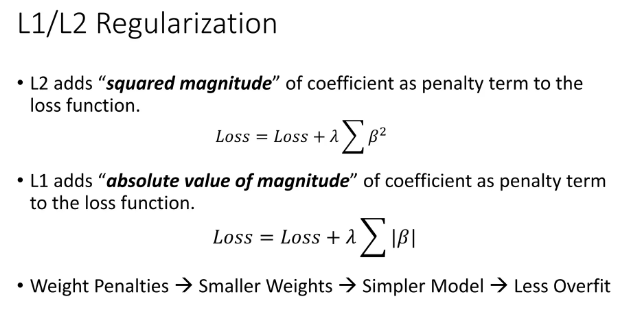 L1/L2 Regularization
• L2 adds “squared magnitude” of coefficient as penalty term to the
loss function.
Loss = Loss + λ ∑ β²
• L1 adds “absolute value of magnitude” of coefficient as penalty term
to the loss function.
Loss = Loss + λ ∑ |β|
• Weight Penalties → Smaller Weights → Simpler Model → Less Overfit